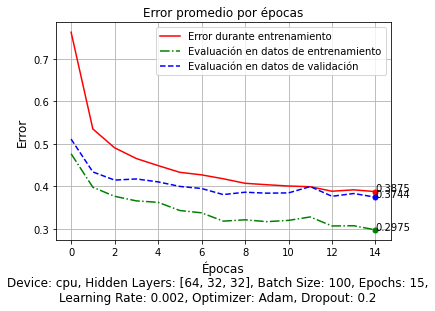 Error promedio por épocas
Error durante entrenamiento
Evaluación en datos de entrenamiento
Evaluación en datos de validación
Error
0.7
0.6
0.5
0.4
0.3
0.3875
0.3744
0.2975
0 2 4 6 8 10 12 14
Épocas
Device: cpu, Hidden Layers: [64, 32, 32], Batch Size: 100, Epochs: 15,
Learning Rate: 0.002, Optimizer: Adam, Dropout: 0.2